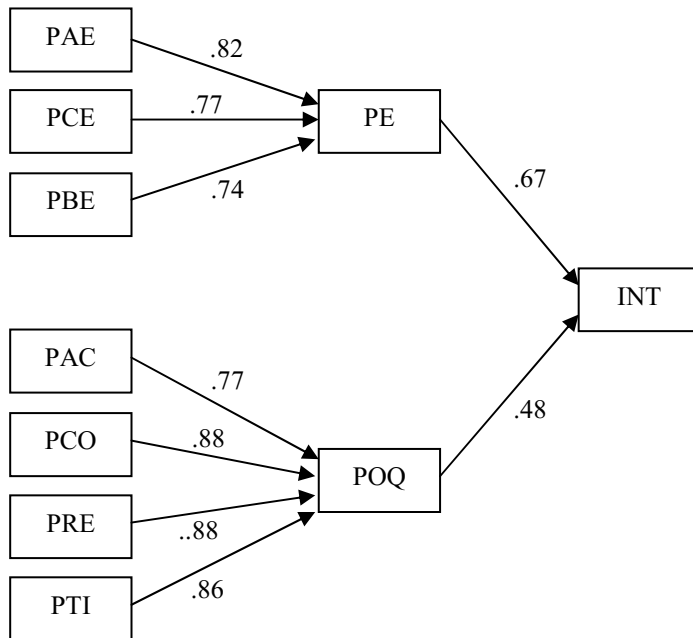 PAE
.82
PCE
.77
PE
PBE
.74
.67
INT
PAC
.77
.48
PCO
.88
POQ
PRE
..88
.86
PTI